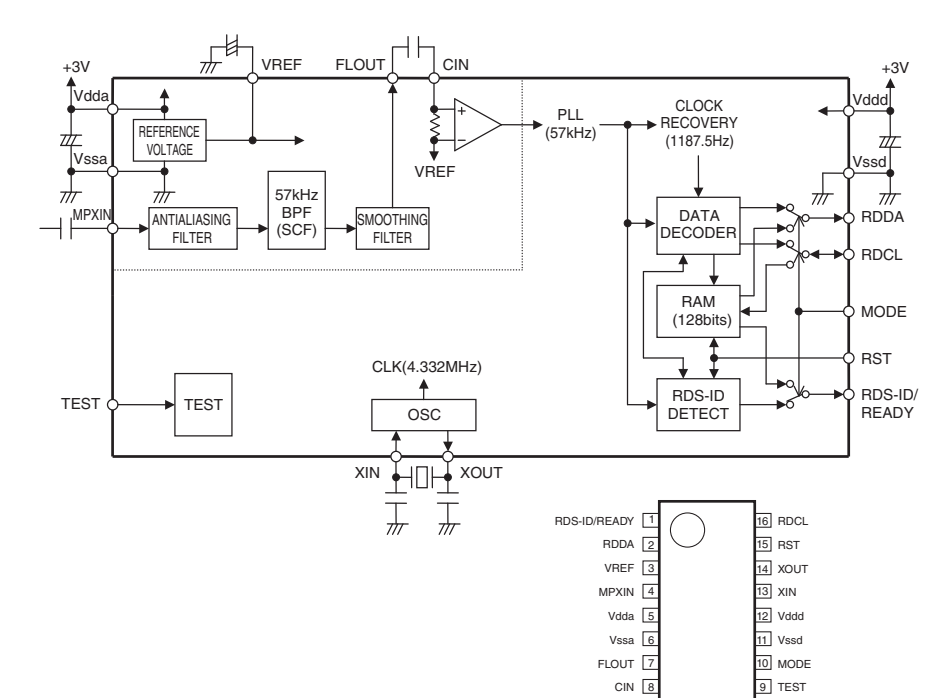 VREF
FLOUT
CIN
+3V
+3V
Vdda
Vddd
REFERENCE
VOLTAGE
PLL
(57kHz)
CLOCK
RECOVERY
(1187.5Hz)
Vssa
VREF
Vssd
MPXIN
ANTIALIASING
FILTER
57kHz
BPF
(SCF)
SMOOTHING
FILTER
DATA
DECODER
RDDA
RDCL
RAM
(128bits)
MODE
RST
CLK(4.332MHz)
TEST
TEST
OSC
RDS-ID
DETECT
RDS-ID/
READY
XIN
XOUT
RDS-ID/READY 1 16 RDCL
RDDA 2 15 RST
VREF 3 14 XOUT
MPXIN 4 13 XIN
Vdda 5 12 Vddd
Vssa 6 11 Vssd
FLOUT 7 10 MODE
CIN 8 9 TEST
+
−